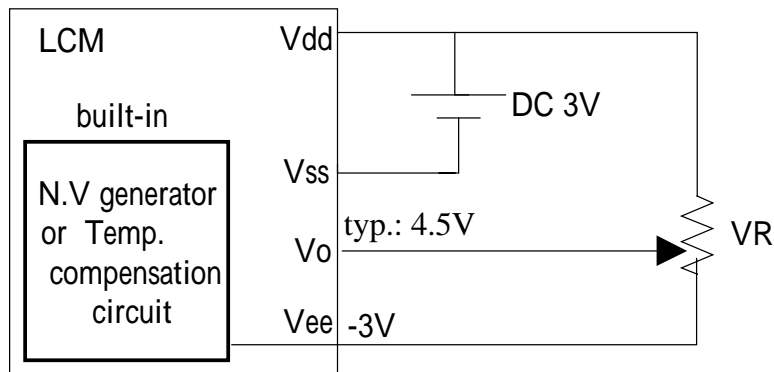 LCM
Vdd
DC 3V
built-in
Vss
N.V generator
or Temp.
compensation
circuit
typ.: 4.5V
Vo
VR
Vee
-3V